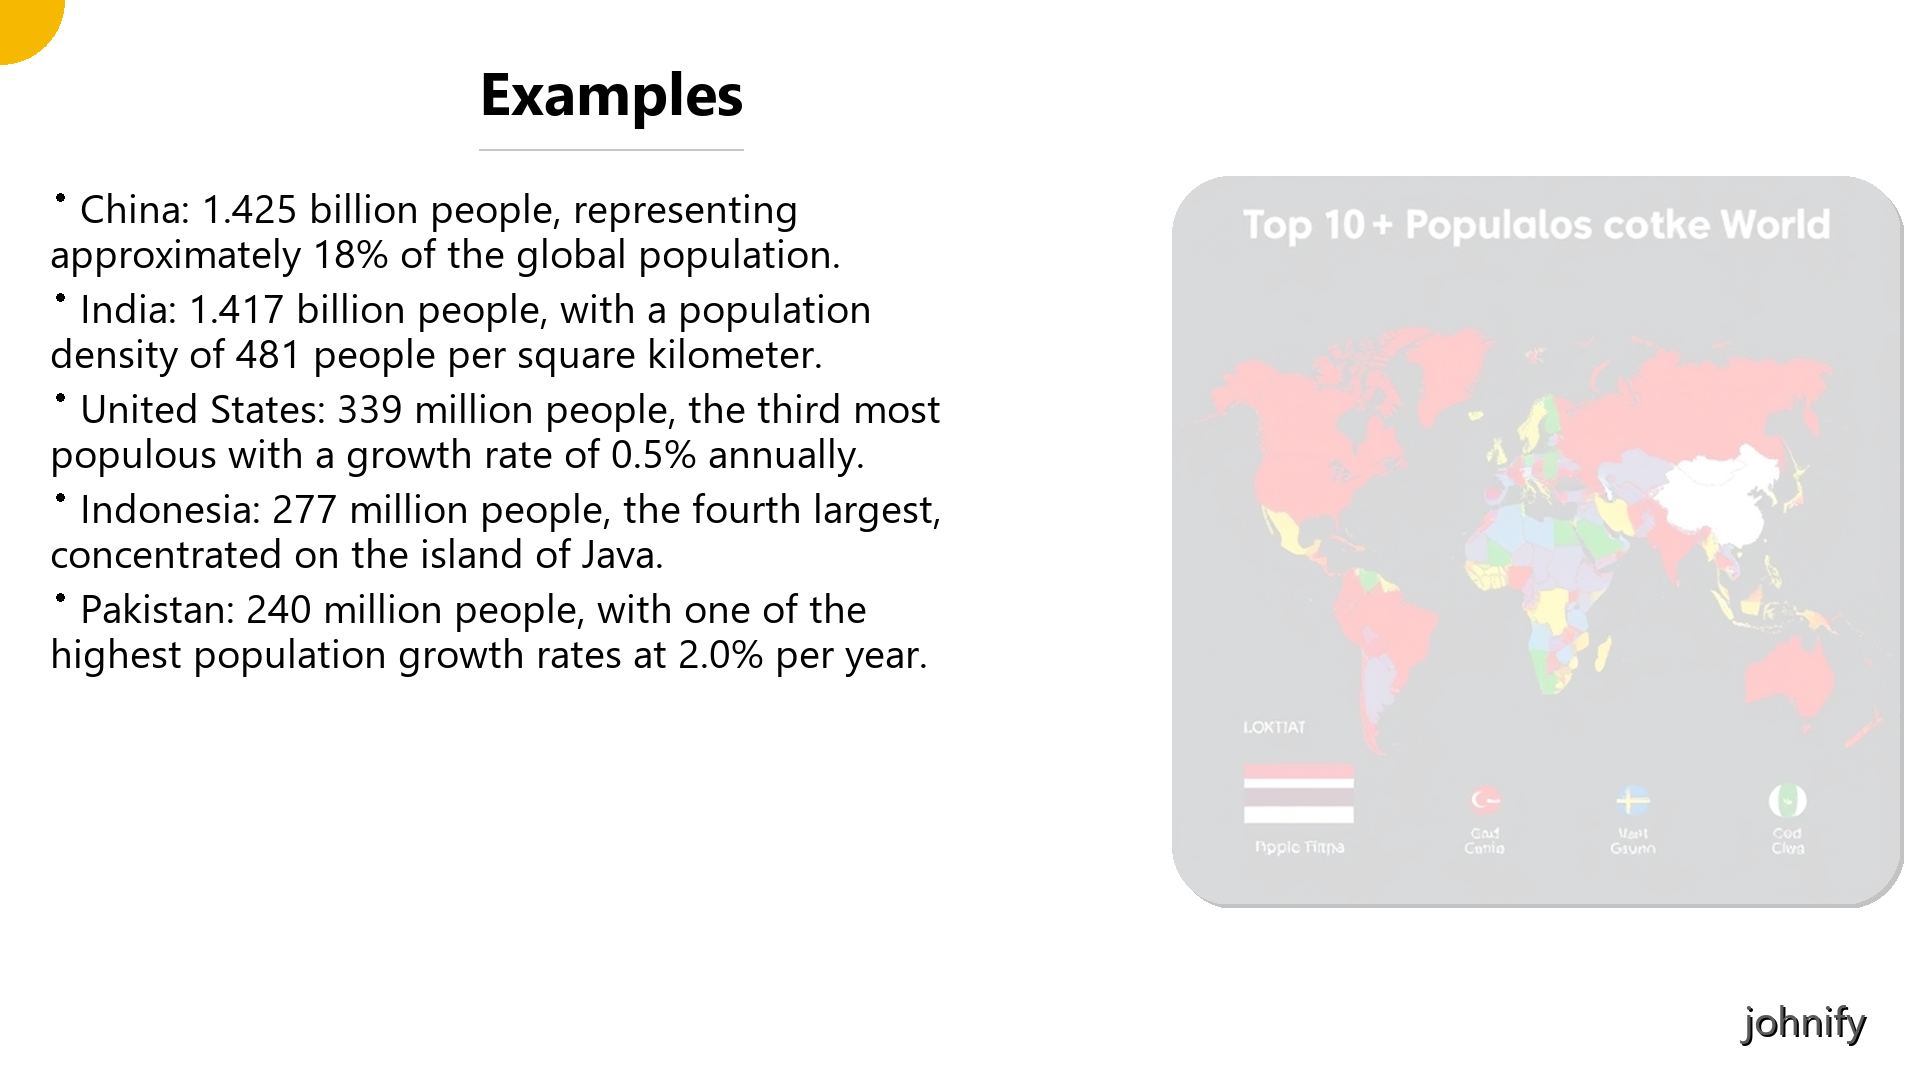 Examples
• China: 1.425 billion people, representing
approximately 18% of the global population.
• India: 1.417 billion people, with a population
density of 481 people per square kilometer.
• United States: 339 million people, the third most
populous with a growth rate of 0.5% annually.
• Indonesia: 277 million people, the fourth largest,
concentrated on the island of Java.
• Pakistan: 240 million people, with one of the
highest population growth rates at 2.0% per year.
Top 10+ Populalos cotke World
johnify